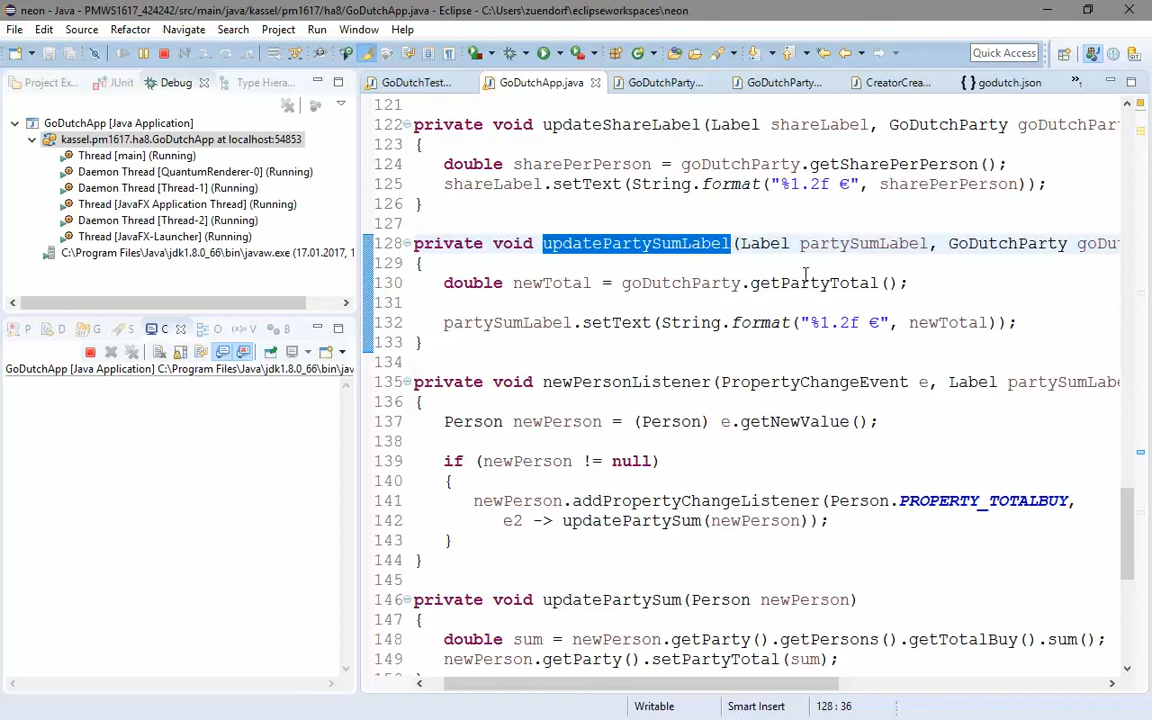 neon - Java - PMWS1617_424242/src/main/java/kassel/pm1617/ha8/GoDutchApp.java - Eclipse - C:\Users\zuendorf\eclipseworkspaces\neon
File Edit Source Refactor Navigate Search Project Run Window Help
Quick Access
Project Ex... JUnit Debug Type Hiera...
GoDutchTest... GoDutchApp.java GoDutchParty... GoDutchParty... CreatorCrea... godutch.json
GoDutchApp [Java Application]
kassel.pm1617.ha8.GoDutchApp at localhost:54853
Thread [main] (Running)
Daemon Thread [QuantumRenderer-0] (Running)
Daemon Thread [Thread-1] (Running)
Thread [JavaFX Application Thread] (Running)
Daemon Thread [Thread-2] (Running)
Thread [JavaFX-Launcher] (Running)
C:\Program Files\Java\jdk1.8.0_66\bin\javaw.exe (17.01.2017, 1
P D G S C O (x)= V B
GoDutchApp [Java Application] C:\Program Files\Java\jdk1.8.0_66\bin\jav
121
122 private void updateShareLabel(Label shareLabel, GoDutchParty goDutchPar
123 {
124 double sharePerPerson = goDutchParty.getSharePerPerson();
125 shareLabel.setText(String.format("%1.2f €", sharePerPerson));
126 }
127
128 private void updatePartySumLabel(Label partySumLabel, GoDutchParty goDu
129 {
130 double newTotal = goDutchParty.getPartyTotal();
131
132 partySumLabel.setText(String.format("%1.2f €", newTotal));
133 }
134
135 private void newPersonListener(PropertyChangeEvent e, Label partySumLabe
136 {
137 Person newPerson = (Person) e.getNewValue();
138
139 if (newPerson != null)
140 {
141 newPerson.addPropertyChangeListener(Person.PROPERTY_TOTALBUY,
142 e2 -> updatePartySum(newPerson));
143 }
144 }
145
146 private void updatePartySum(Person newPerson)
147 {
148 double sum = newPerson.getParty().getPersons().getTotalBuy().sum();
149 newPerson.getParty().setPartyTotal(sum);
Writable Smart Insert 128 : 36